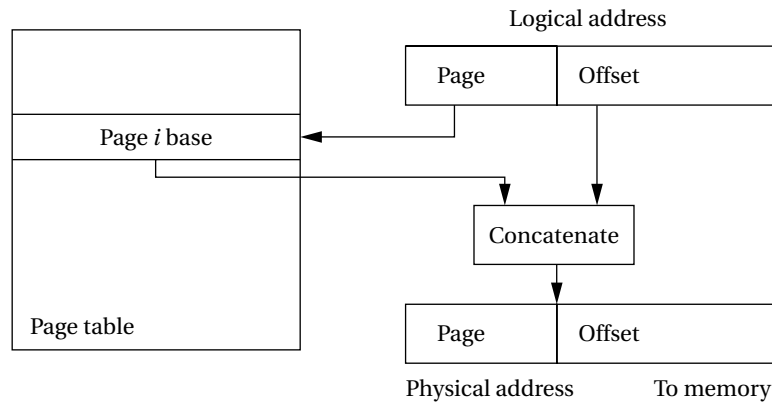 Logical address
Page Offset
Page i base
Concatenate
Page table
Page Offset
Physical address To memory